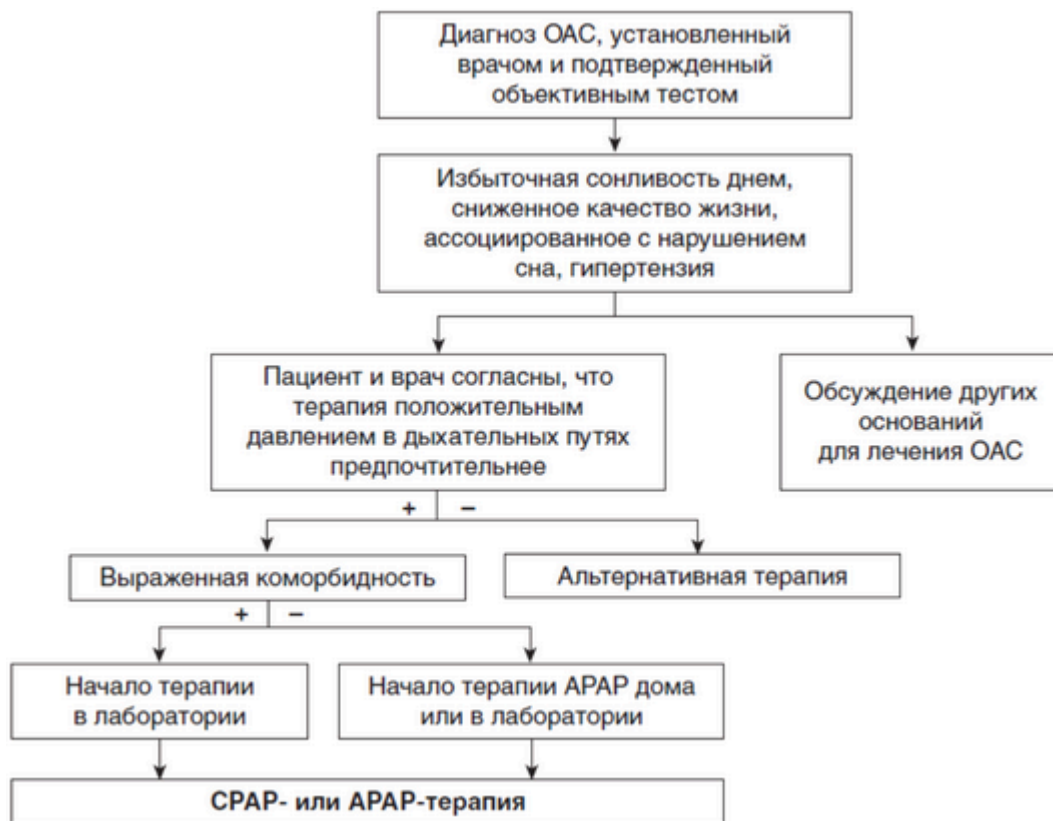 Диагноз ОАС, установленный
врачом и подтвержденный
объективным тестом
Избыточная сонливость днем,
сниженное качество жизни,
ассоциированное с нарушением
сна, гипертензия
Пациент и врач согласны, что
терапия положительным
давлением в дыхательных путях
предпочтительнее
Обсуждение других
оснований
для лечения ОАС
+ –
Выраженная коморбидность
Альтернативная терапия
+ –
Начало терапии
в лаборатории
Начало терапии APAP дома
или в лаборатории
CPAP- или APAP-терапия